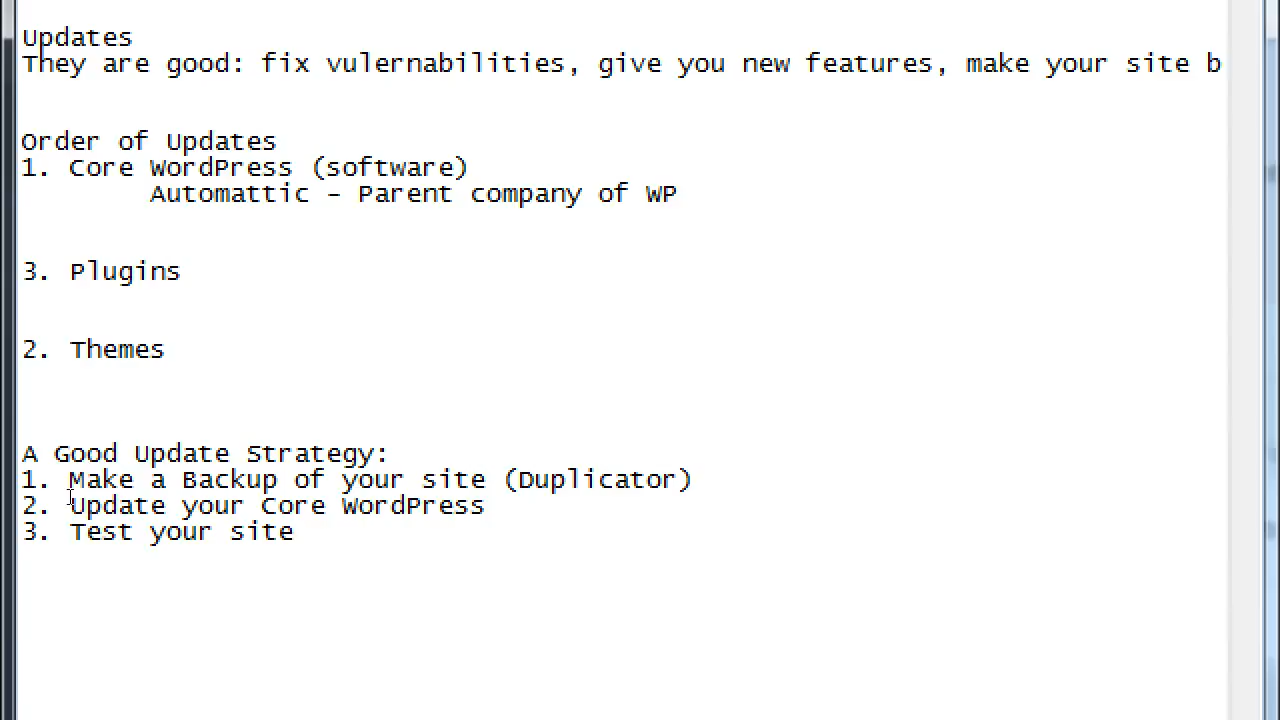 Updates
They are good: fix vulernabilities, give you new features, make your site b
Order of Updates
1. Core WordPress (software)
Automattic - Parent company of WP
3. Plugins
2. Themes
A Good Update Strategy:
1. Make a Backup of your site (Duplicator)
2. Update your Core WordPress
3. Test your site